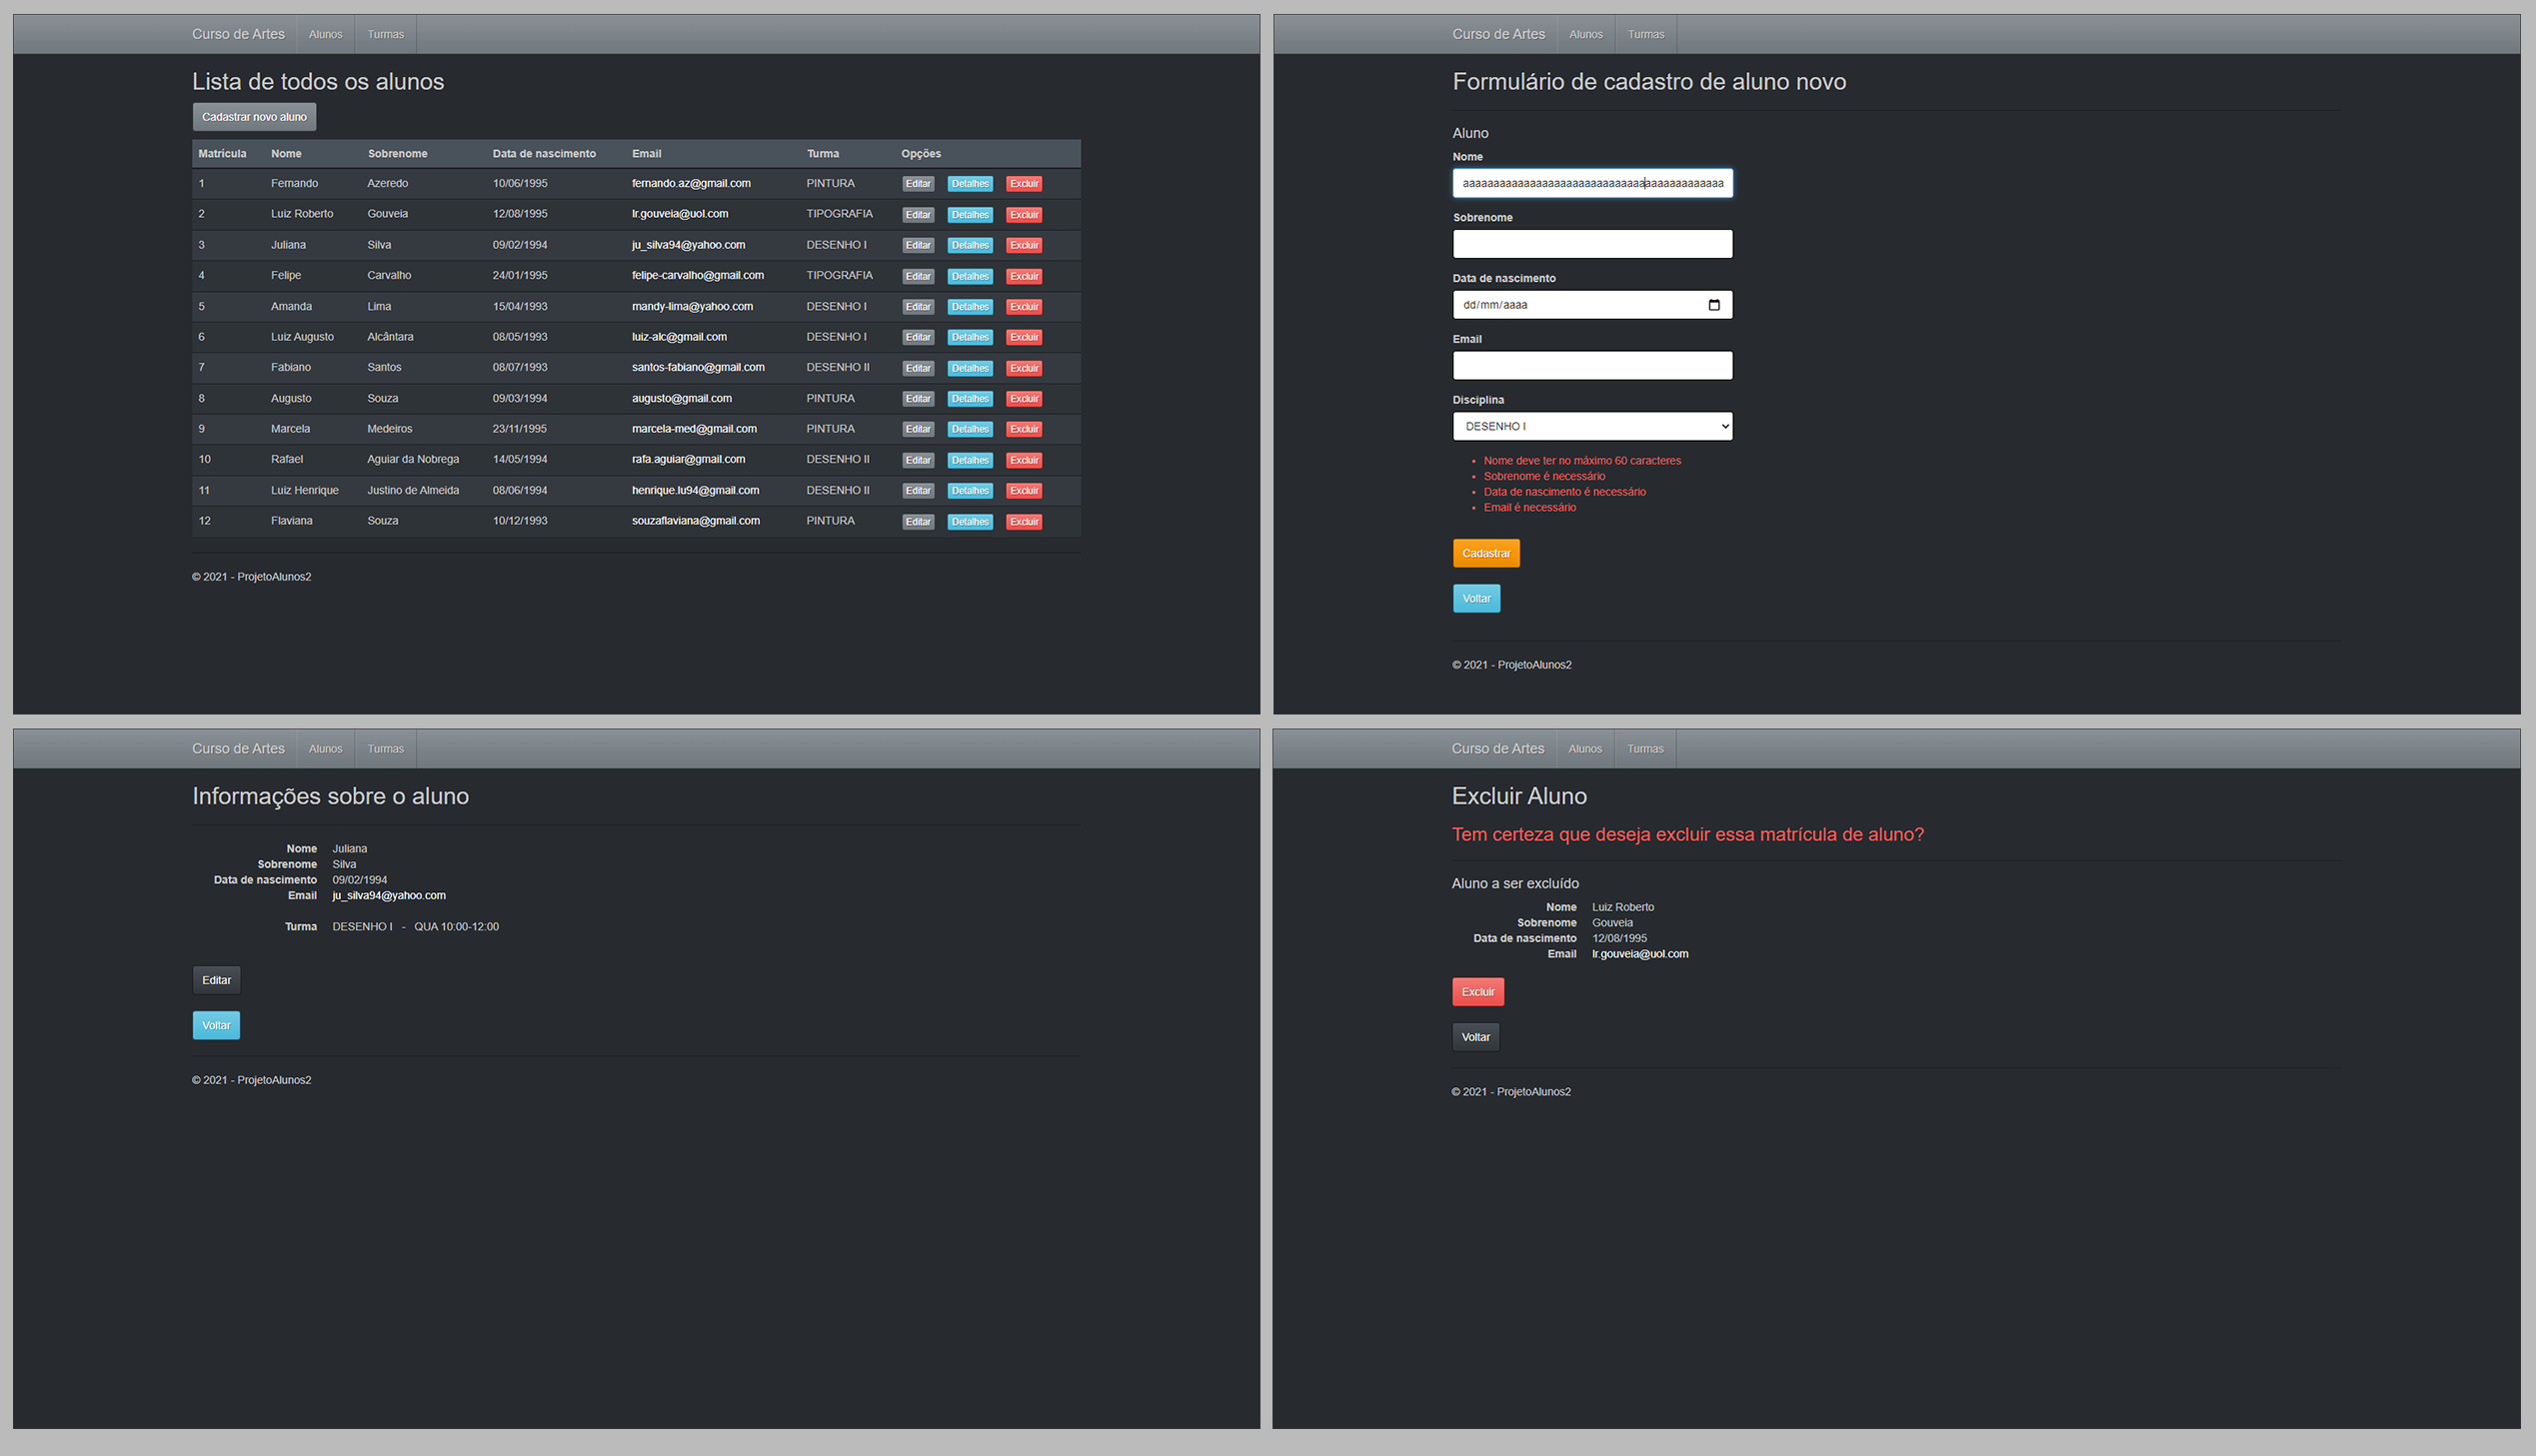 Curso de Artes Alunos Turmas
Lista de todos os alunos
Cadastrar novo aluno
Matrícula Nome Sobrenome Data de nascimento Email Turma Opções
1 Fernando Azeredo 10/06/1995 fernando.az@gmail.com PINTURA Editar Detalhes Excluir
2 Luiz Roberto Gouveia 12/08/1995 lr.gouveia@uol.com TIPOGRAFIA Editar Detalhes Excluir
3 Juliana Silva 09/02/1994 ju_silva94@yahoo.com DESENHO I Editar Detalhes Excluir
4 Felipe Carvalho 24/01/1995 felipe-carvalho@gmail.com TIPOGRAFIA Editar Detalhes Excluir
5 Amanda Lima 15/04/1993 mandy-lima@yahoo.com DESENHO I Editar Detalhes Excluir
6 Luiz Augusto Alcântara 08/05/1993 luiz-alc@gmail.com DESENHO I Editar Detalhes Excluir
7 Fabiano Santos 08/07/1993 santos-fabiano@gmail.com DESENHO II Editar Detalhes Excluir
8 Augusto Souza 09/03/1994 augusto@gmail.com PINTURA Editar Detalhes Excluir
9 Marcela Medeiros 23/11/1995 marcela-med@gmail.com PINTURA Editar Detalhes Excluir
10 Rafael Aguiar da Nobrega 14/05/1994 rafa.aguiar@gmail.com DESENHO II Editar Detalhes Excluir
11 Luiz Henrique Justino de Almeida 08/06/1994 henrique.lu94@gmail.com DESENHO II Editar Detalhes Excluir
12 Flaviana Souza 10/12/1993 souzaflaviana@gmail.com PINTURA Editar Detalhes Excluir
© 2021 - ProjetoAlunos2
Curso de Artes Alunos Turmas
Formulário de cadastro de aluno novo
Aluno
Nome
aaaaaaaaaaaaaaaaaaaaaaaaaaaaaaaaaaaaaaaaaaa
Sobrenome
Data de nascimento
dd/mm/aaaa
Email
Disciplina
DESENHO I
• Nome deve ter no máximo 60 caracteres
• Sobrenome é necessário
• Data de nascimento é necessário
• Email é necessário
Cadastrar
Voltar
© 2021 - ProjetoAlunos2
Curso de Artes Alunos Turmas
Informações sobre o aluno
Nome Juliana
Sobrenome Silva
Data de nascimento 09/02/1994
Email ju_silva94@yahoo.com
Turma DESENHO I - QUA 10:00-12:00
Editar
Voltar
© 2021 - ProjetoAlunos2
Curso de Artes Alunos Turmas
Excluir Aluno
Tem certeza que deseja excluir essa matrícula de aluno?
Aluno a ser excluído
Nome Luiz Roberto
Sobrenome Gouveia
Data de nascimento 12/08/1995
Email lr.gouveia@uol.com
Excluir
Voltar
© 2021 - ProjetoAlunos2